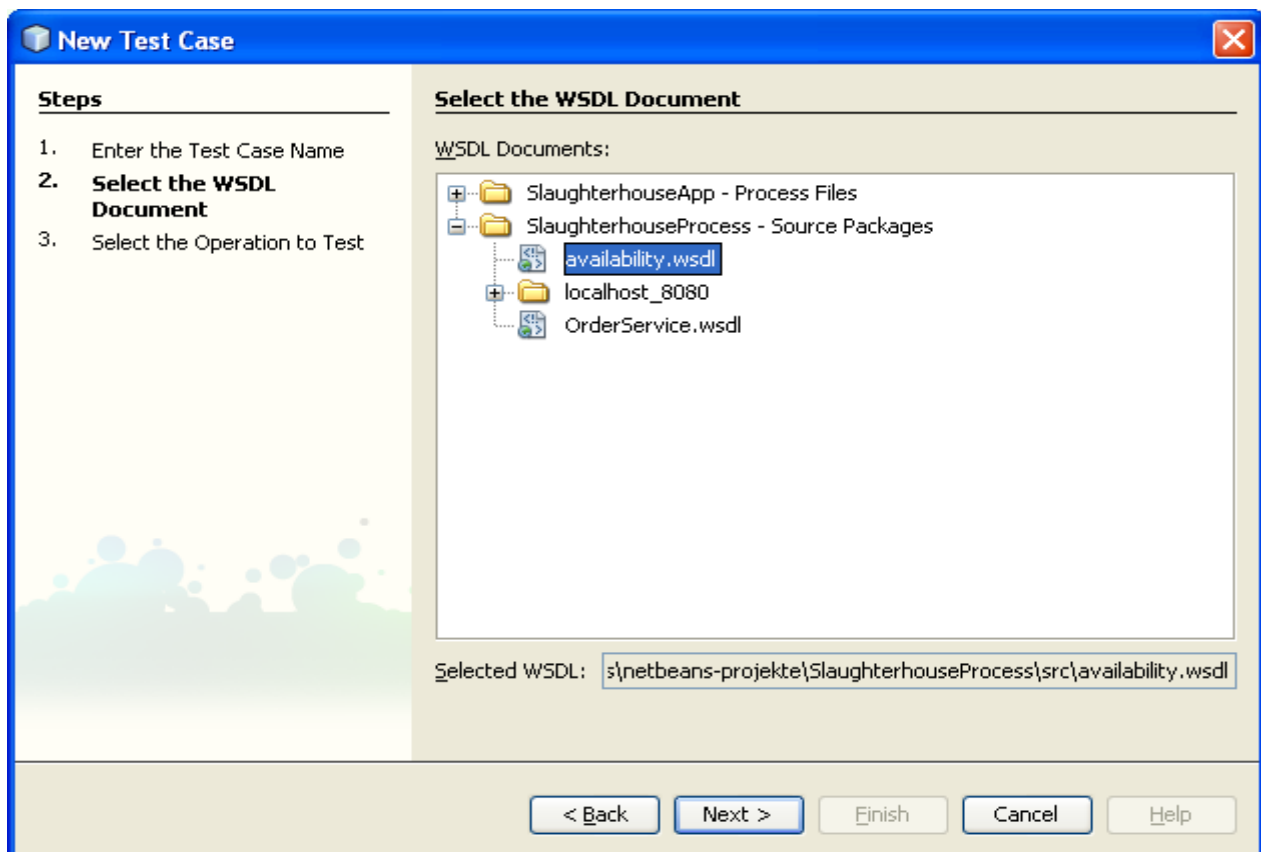 New Test Case
Steps
1. Enter the Test Case Name
2. Select the WSDL
Document
3. Select the Operation to Test
Select the WSDL Document
WSDL Documents:
SlaughterhouseApp - Process Files
SlaughterhouseProcess - Source Packages
availability.wsdl
localhost_8080
OrderService.wsdl
Selected WSDL: s\netbeans-projekte\SlaughterhouseProcess\src\availability.wsdl
< Back Next > Finish Cancel Help